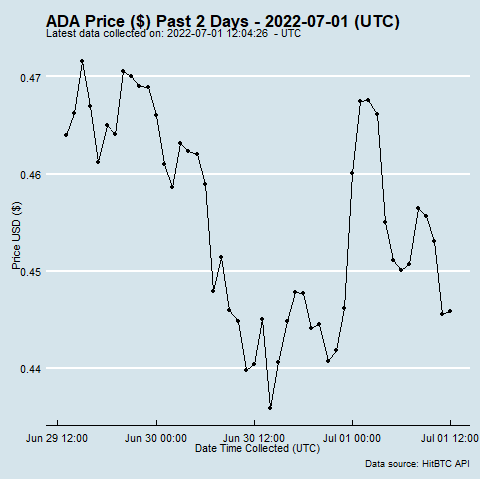 ADA Price ($) Past 2 Days - 2022-07-01 (UTC)
Latest data collected on: 2022-07-01 12:04:26  - UTC
0.47
0.46
0.45
0.44
Price USD ($)
Jun 29 12:00
Jun 30 00:00
Jun 30 12:00
Jul 01 00:00
Jul 01 12:00
Date Time Collected (UTC)
Data source: HitBTC API